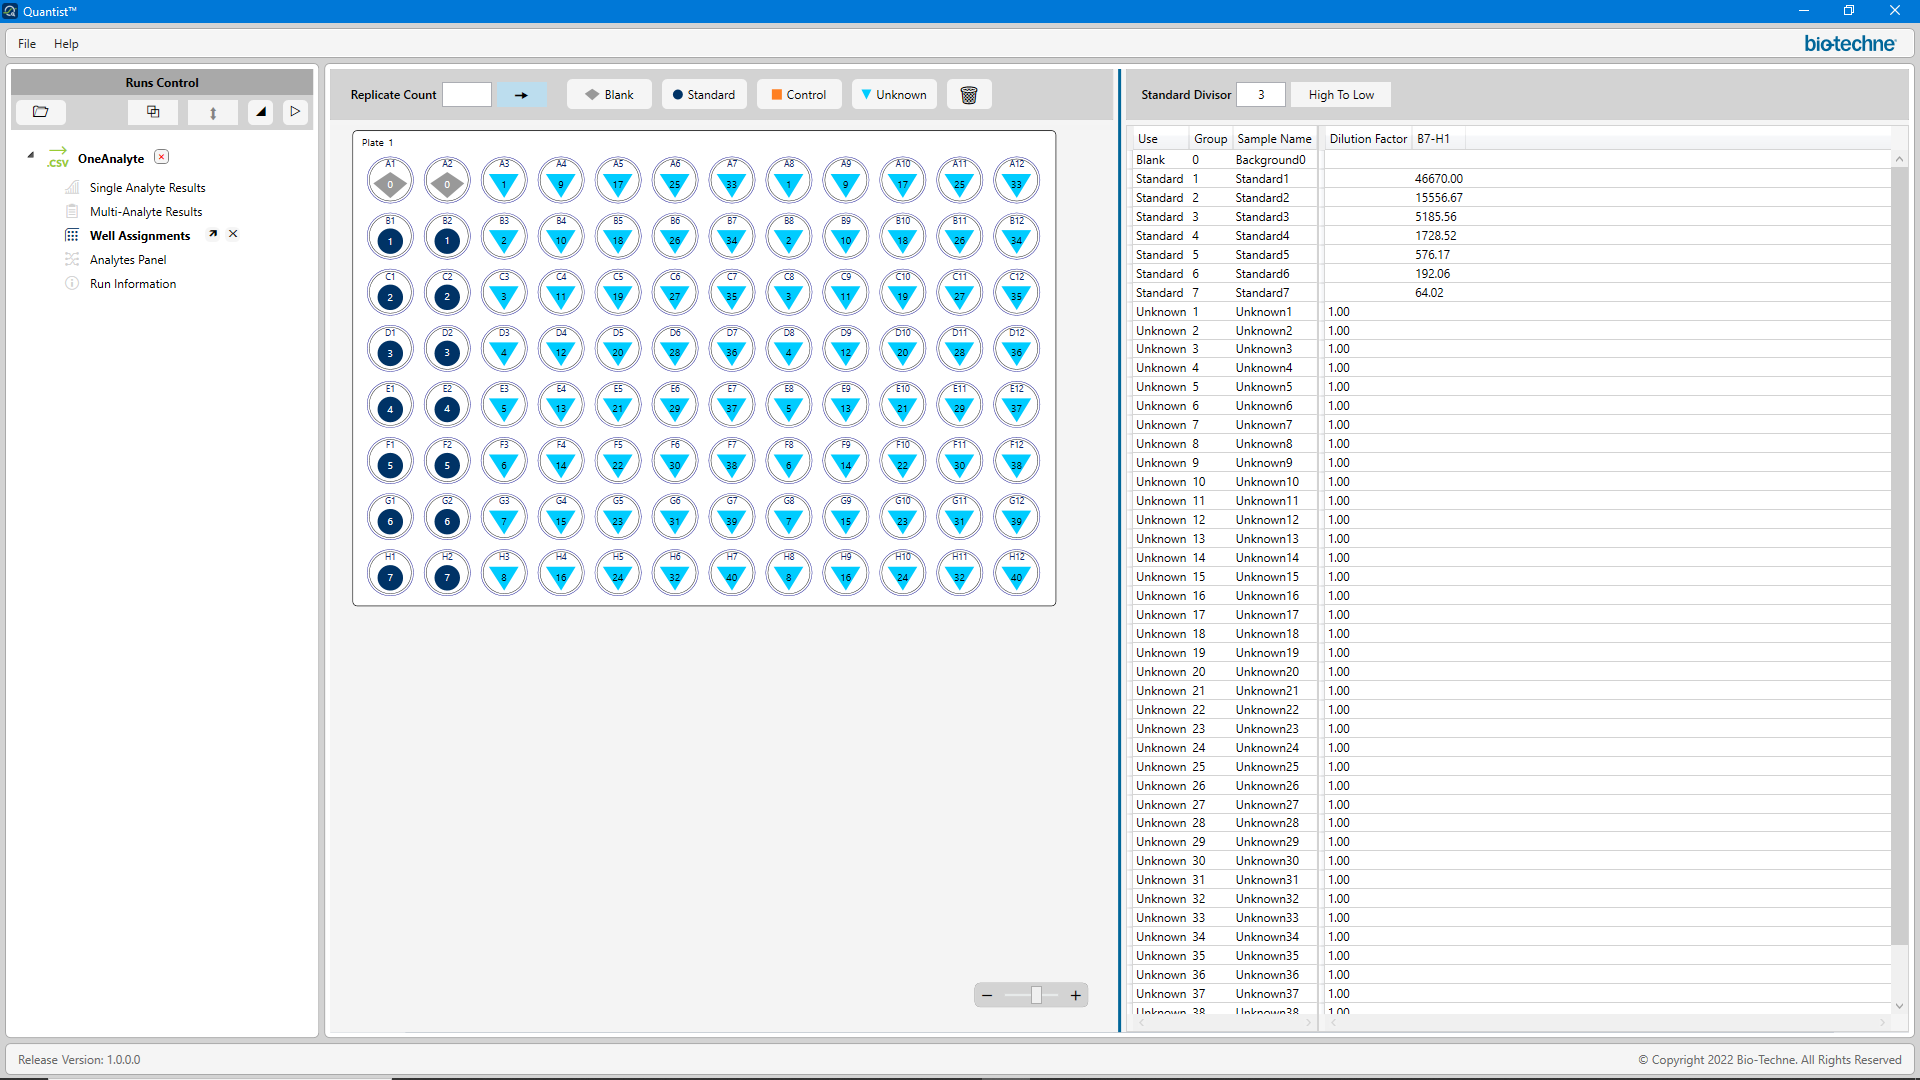 Quantist™
File Help
bio-techne
Runs Control
.CSV OneAnalyte
Single Analyte Results
Multi-Analyte Results
Well Assignments
Analytes Panel
Run Information
Replicate Count Blank Standard Control Unknown
Plate 1
A1 A2 A3 A4 A5 A6 A7 A8 A9 A10 A11 A12
0 0 1 9 17 25 33 1 9 17 25 33
B1 B2 B3 B4 B5 B6 B7 B8 B9 B10 B11 B12
1 1 2 10 18 26 34 2 10 18 26 34
C1 C2 C3 C4 C5 C6 C7 C8 C9 C10 C11 C12
2 2 3 11 19 27 35 3 11 19 27 35
D1 D2 D3 D4 D5 D6 D7 D8 D9 D10 D11 D12
3 3 4 12 20 28 36 4 12 20 28 36
E1 E2 E3 E4 E5 E6 E7 E8 E9 E10 E11 E12
4 4 5 13 21 29 37 5 13 21 29 37
F1 F2 F3 F4 F5 F6 F7 F8 F9 F10 F11 F12
5 5 6 14 22 30 38 6 14 22 30 38
G1 G2 G3 G4 G5 G6 G7 G8 G9 G10 G11 G12
6 6 7 15 23 31 39 7 15 23 31 39
H1 H2 H3 H4 H5 H6 H7 H8 H9 H10 H11 H12
7 7 8 16 24 32 40 8 16 24 32 40
Standard Divisor 3 High To Low
Use Group Sample Name Dilution Factor B7-H1
Blank 0 Background0
Standard 1 Standard1 46670.00
Standard 2 Standard2 15556.67
Standard 3 Standard3 5185.56
Standard 4 Standard4 1728.52
Standard 5 Standard5 576.17
Standard 6 Standard6 192.06
Standard 7 Standard7 64.02
Unknown 1 Unknown1 1.00
Unknown 2 Unknown2 1.00
Unknown 3 Unknown3 1.00
Unknown 4 Unknown4 1.00
Unknown 5 Unknown5 1.00
Unknown 6 Unknown6 1.00
Unknown 7 Unknown7 1.00
Unknown 8 Unknown8 1.00
Unknown 9 Unknown9 1.00
Unknown 10 Unknown10 1.00
Unknown 11 Unknown11 1.00
Unknown 12 Unknown12 1.00
Unknown 13 Unknown13 1.00
Unknown 14 Unknown14 1.00
Unknown 15 Unknown15 1.00
Unknown 16 Unknown16 1.00
Unknown 17 Unknown17 1.00
Unknown 18 Unknown18 1.00
Unknown 19 Unknown19 1.00
Unknown 20 Unknown20 1.00
Unknown 21 Unknown21 1.00
Unknown 22 Unknown22 1.00
Unknown 23 Unknown23 1.00
Unknown 24 Unknown24 1.00
Unknown 25 Unknown25 1.00
Unknown 26 Unknown26 1.00
Unknown 27 Unknown27 1.00
Unknown 28 Unknown28 1.00
Unknown 29 Unknown29 1.00
Unknown 30 Unknown30 1.00
Unknown 31 Unknown31 1.00
Unknown 32 Unknown32 1.00
Unknown 33 Unknown33 1.00
Unknown 34 Unknown34 1.00
Unknown 35 Unknown35 1.00
Unknown 36 Unknown36 1.00
Unknown 37 Unknown37 1.00
Unknown 38 Unknown38 1.00
Release Version: 1.0.0.0
© Copyright 2022 Bio-Techne. All Rights Reserved